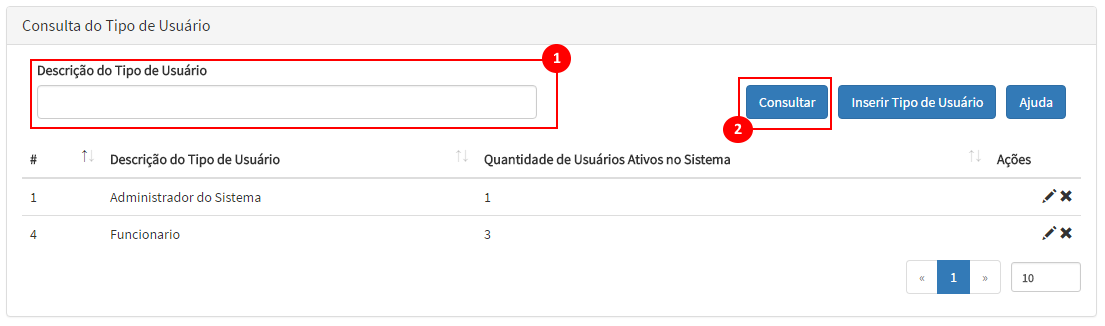 Consulta do Tipo de Usuário
1
Descrição do Tipo de Usuário
Consultar Inserir Tipo de Usuário Ajuda
2
# Descrição do Tipo de Usuário Quantidade de Usuários Ativos no Sistema Ações
1 Administrador do Sistema 1
4 Funcionario 3
« 1 » 10